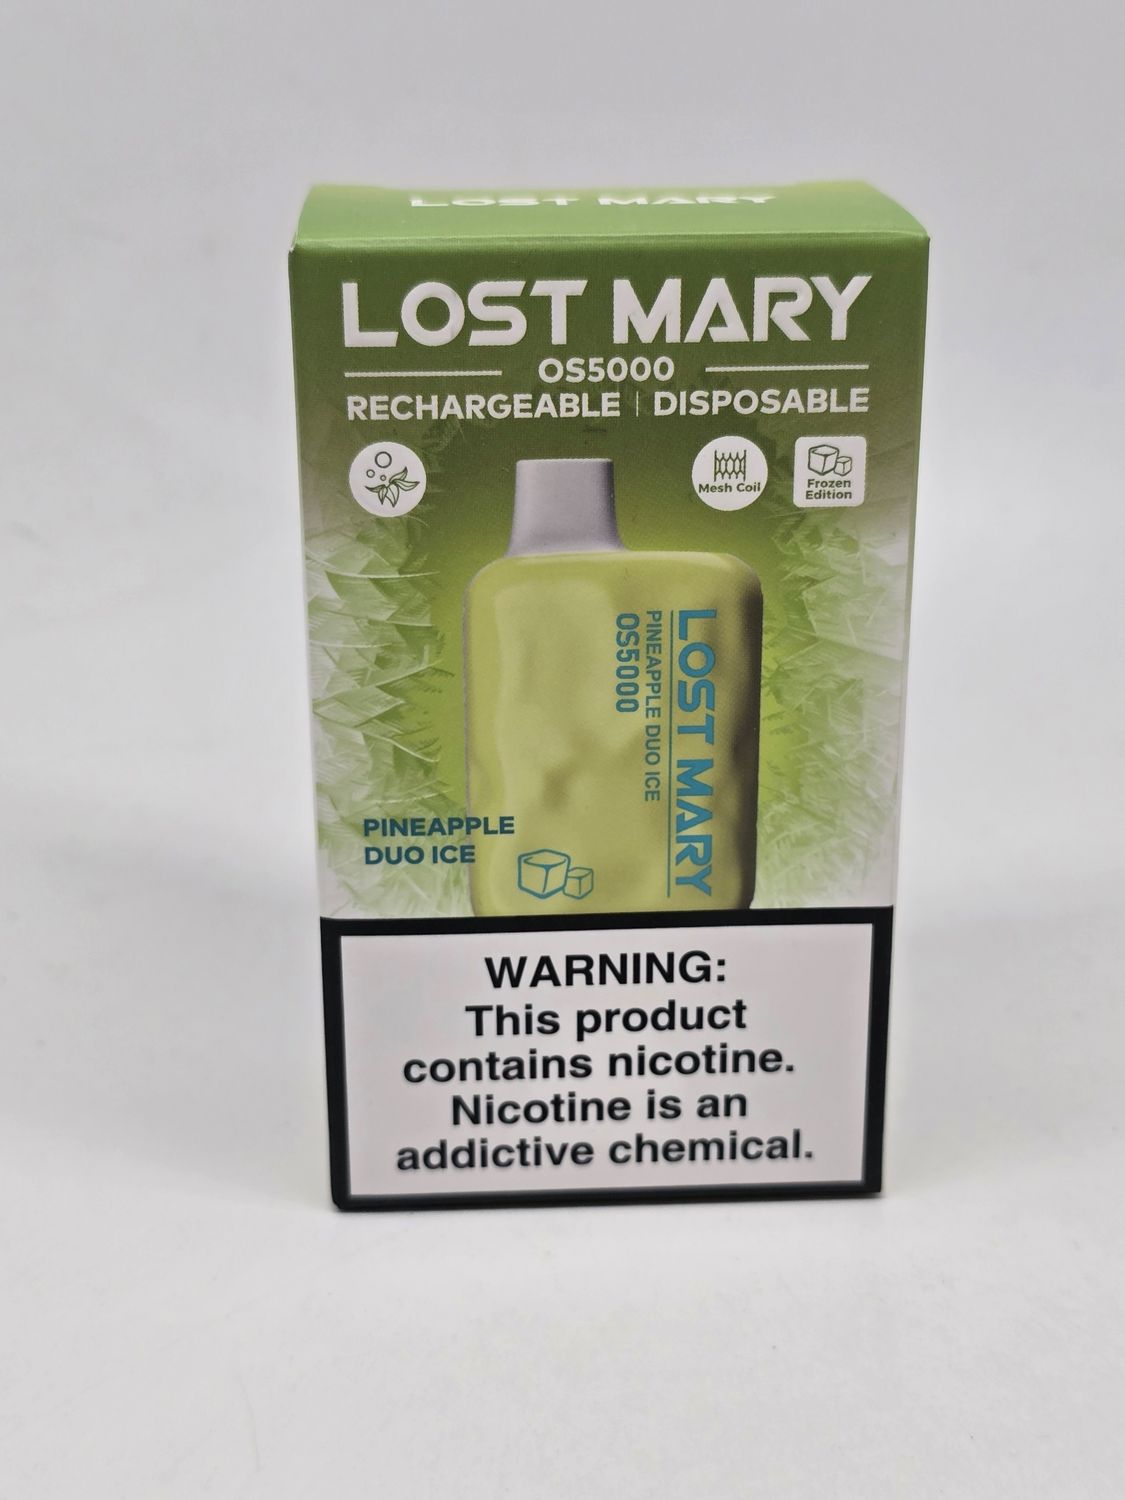 LOST MARY
LOST MARY
OS5000
RECHARGEABLE | DISPOSABLE
Mesh Coil
Frozen
Edition
LOST MARY
PINEAPPLE DUO ICE
OS5000
PINEAPPLE
DUO ICE
WARNING:
This product
contains nicotine.
Nicotine is an
addictive chemical.